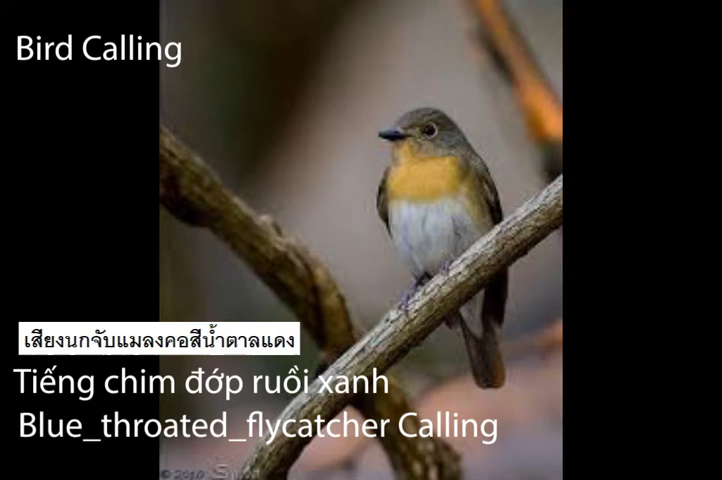 Bird Calling
เสียงนกจับแมลงคอสีน้ำตาลแดง
Tiếng chim đớp ruồi xanh
Blue_throated_flycatcher Calling
© 2010